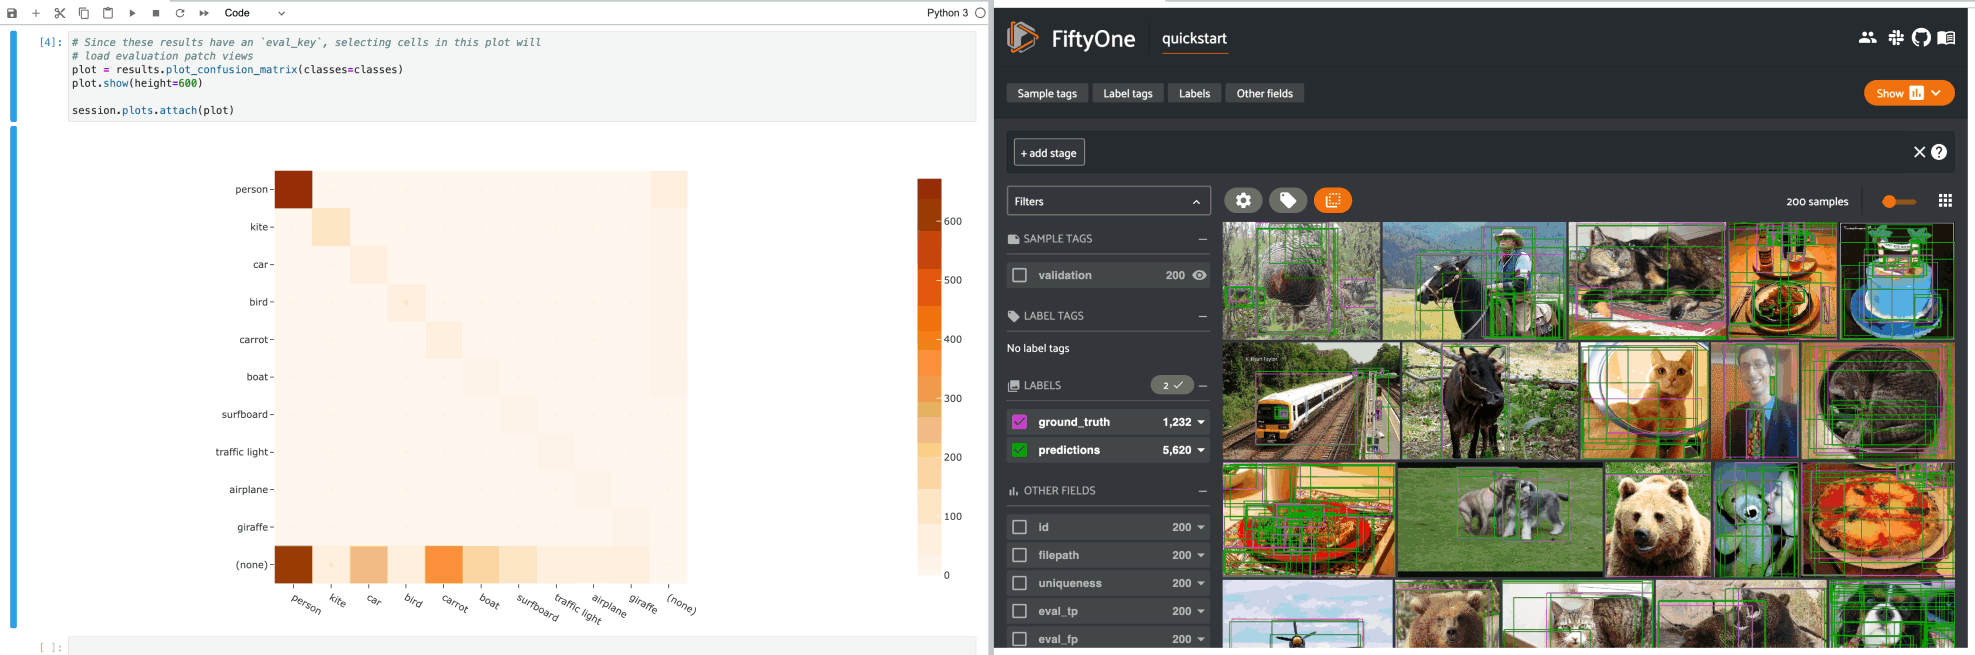 Code
Python 3
[4]:
# Since these results have an `eval_key`, selecting cells in this plot will
# load evaluation patch views
plot = results.plot_confusion_matrix(classes=classes)
plot.show(height=600)
session.plots.attach(plot)
person
kite
car
bird
carrot
boat
surfboard
traffic light
airplane
giraffe
(none)
person
kite
car
bird
carrot
boat
surfboard
traffic light
airplane
giraffe
(none)
600
500
400
300
200
100
0
[ ]:
FiftyOne
quickstart
Sample tags
Label tags
Labels
Other fields
Show
+ add stage
Filters
200 samples
SAMPLE TAGS
validation 200
LABEL TAGS
No label tags
LABELS 2
ground_truth 1,232
predictions 5,620
OTHER FIELDS
id 200
filepath 200
uniqueness 200
eval_tp 200
eval_fp 200